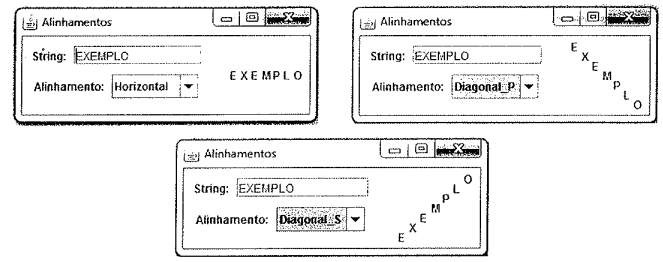 Alinhamentos
String: EXEMPLO
Alinhamento: Horizontal
E X E M P L O
Alinhamentos
String: EXEMPLO
Alinhamento: Diagonal_P
E X E M P L O
Alinhamentos
String: EXEMPLO
Alinhamento: Diagonal_S
E X E M P L O